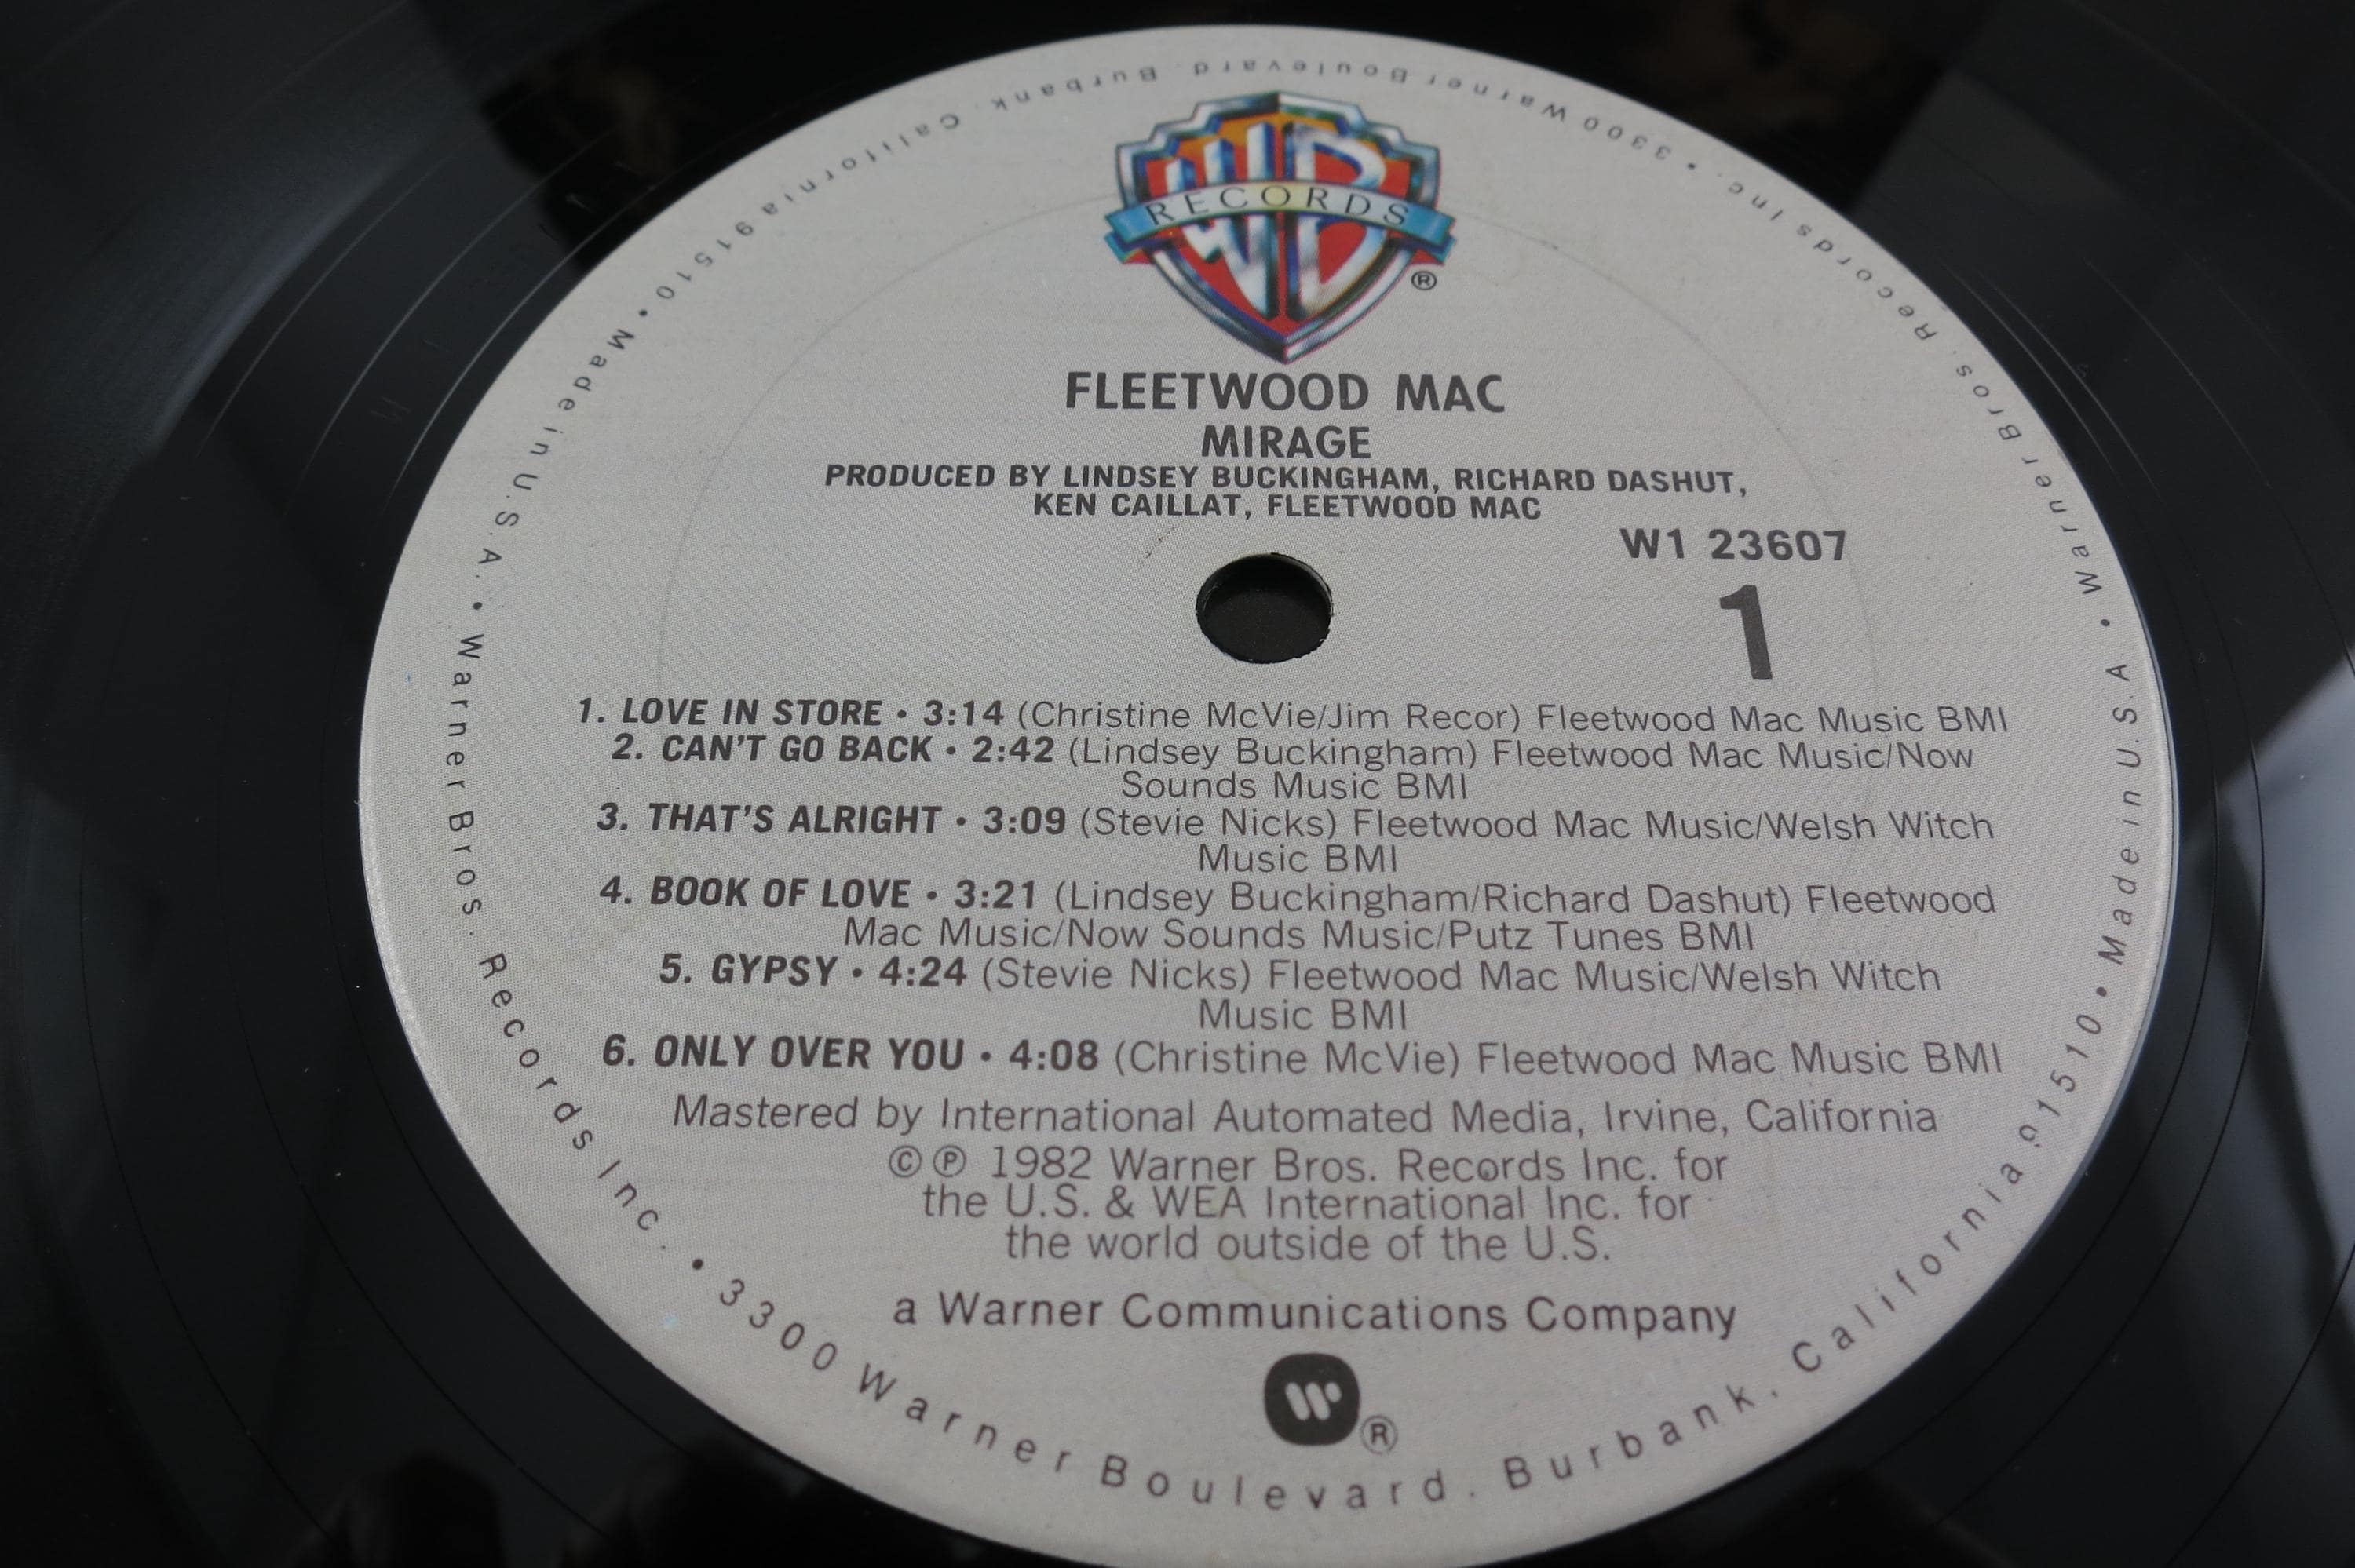 WB
RECORDS
®
FLEETWOOD MAC
MIRAGE
PRODUCED BY LINDSEY BUCKINGHAM, RICHARD DASHUT,
KEN CAILLAT, FLEETWOOD MAC
W1 23607
1
1. LOVE IN STORE • 3:14 (Christine McVie/Jim Recor) Fleetwood Mac Music BMI
2. CAN'T GO BACK • 2:42 (Lindsey Buckingham) Fleetwood Mac Music/Now
Sounds Music BMI
3. THAT'S ALRIGHT • 3:09 (Stevie Nicks) Fleetwood Mac Music/Welsh Witch
Music BMI
4. BOOK OF LOVE • 3:21 (Lindsey Buckingham/Richard Dashut) Fleetwood
Mac Music/Now Sounds Music/Putz Tunes BMI
5. GYPSY • 4:24 (Stevie Nicks) Fleetwood Mac Music/Welsh Witch
Music BMI
6. ONLY OVER YOU • 4:08 (Christine McVie) Fleetwood Mac Music BMI
Mastered by International Automated Media, Irvine, California
©℗ 1982 Warner Bros. Records Inc. for
the U.S. & WEA International Inc. for
the world outside of the U.S.
a Warner Communications Company
W ®
Warner Bros. Records Inc. • 3300 Warner Boulevard. Burbank. California 91510 • Made in U.S.A. •
Warner Bros. Records Inc. • 3300 Warner Boulevard. Burbank. California 91510 • Made in U.S.A. •